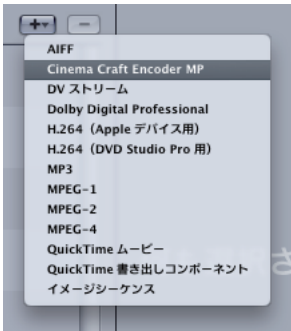 AIFF
Cinema Craft Encoder MP
DV ストリーム
Dolby Digital Professional
H.264（Apple デバイス用）
H.264（DVD Studio Pro 用）
MP3
MPEG-1
MPEG-2
MPEG-4
QuickTime ムービー
QuickTime 書き出しコンポーネント
イメージシーケンス